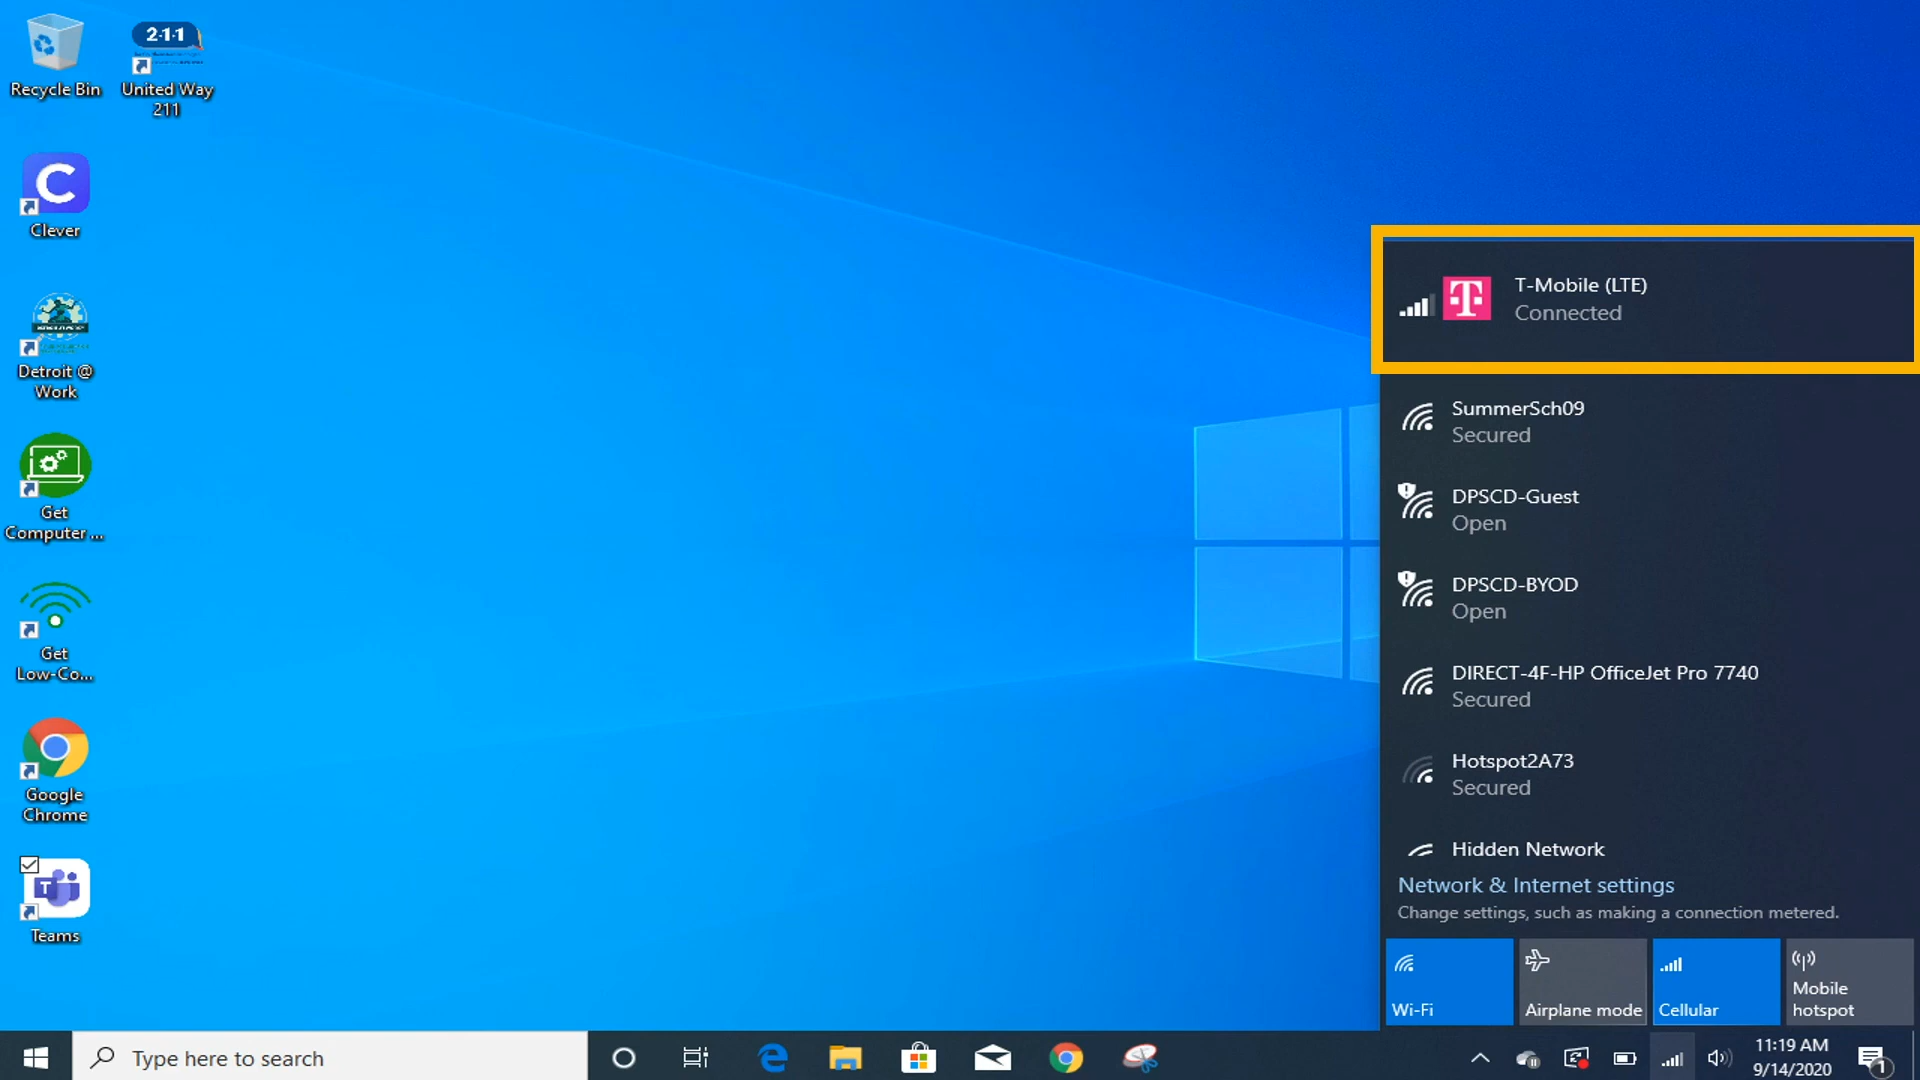 2-1-1
Recycle Bin
United Way
211
Clever
Detroit @
Work
Get
Computer ...
Get
Low-Co...
Google
Chrome
T
Teams
T
T-Mobile (LTE)
Connected
SummerSch09
Secured
DPSCD-Guest
Open
DPSCD-BYOD
Open
DIRECT-4F-HP OfficeJet Pro 7740
Secured
Hotspot2A73
Secured
Hidden Network
Network & Internet settings
Change settings, such as making a connection metered.
Wi-Fi
Airplane mode
Cellular
Mobile
hotspot
Type here to search
11:19 AM
9/14/2020
1